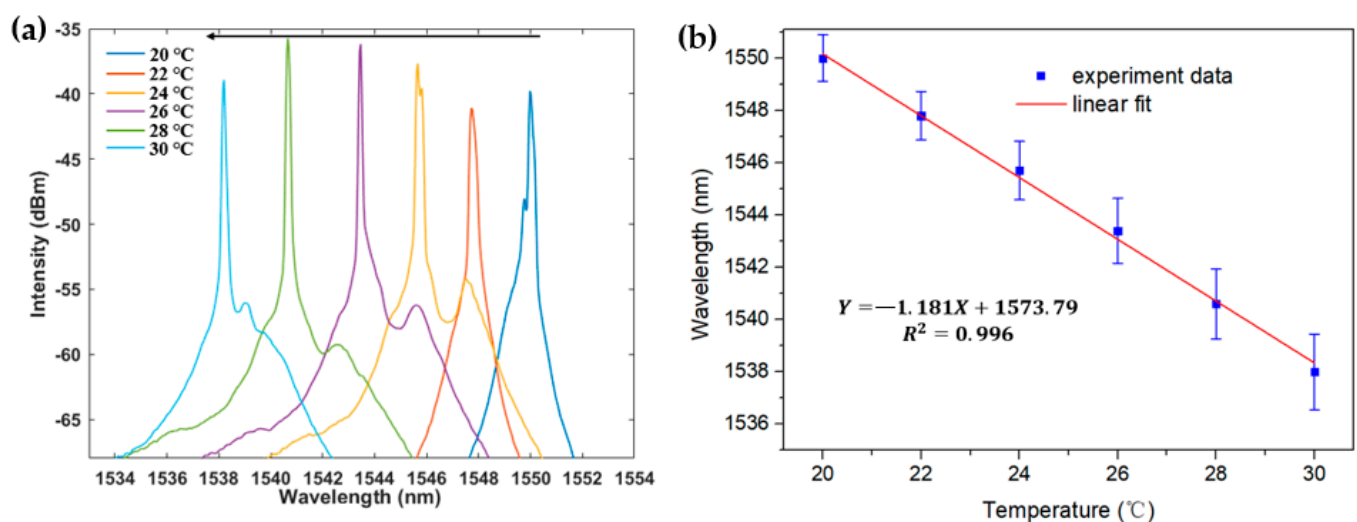 (a)
-35
-40
-45
-50
-55
-60
-65
Intensity (dBm)
20 °C
22 °C
24 °C
26 °C
28 °C
30 °C
1534 1536 1538 1540 1542 1544 1546 1548 1550 1552 1554
Wavelength (nm)
(b)
1550
1548
1546
1544
1542
1540
1538
1536
Wavelength (nm)
experiment data
linear fit
Y =−1.181X + 1573.79
R² = 0.996
20 22 24 26 28 30
Temperature (℃)